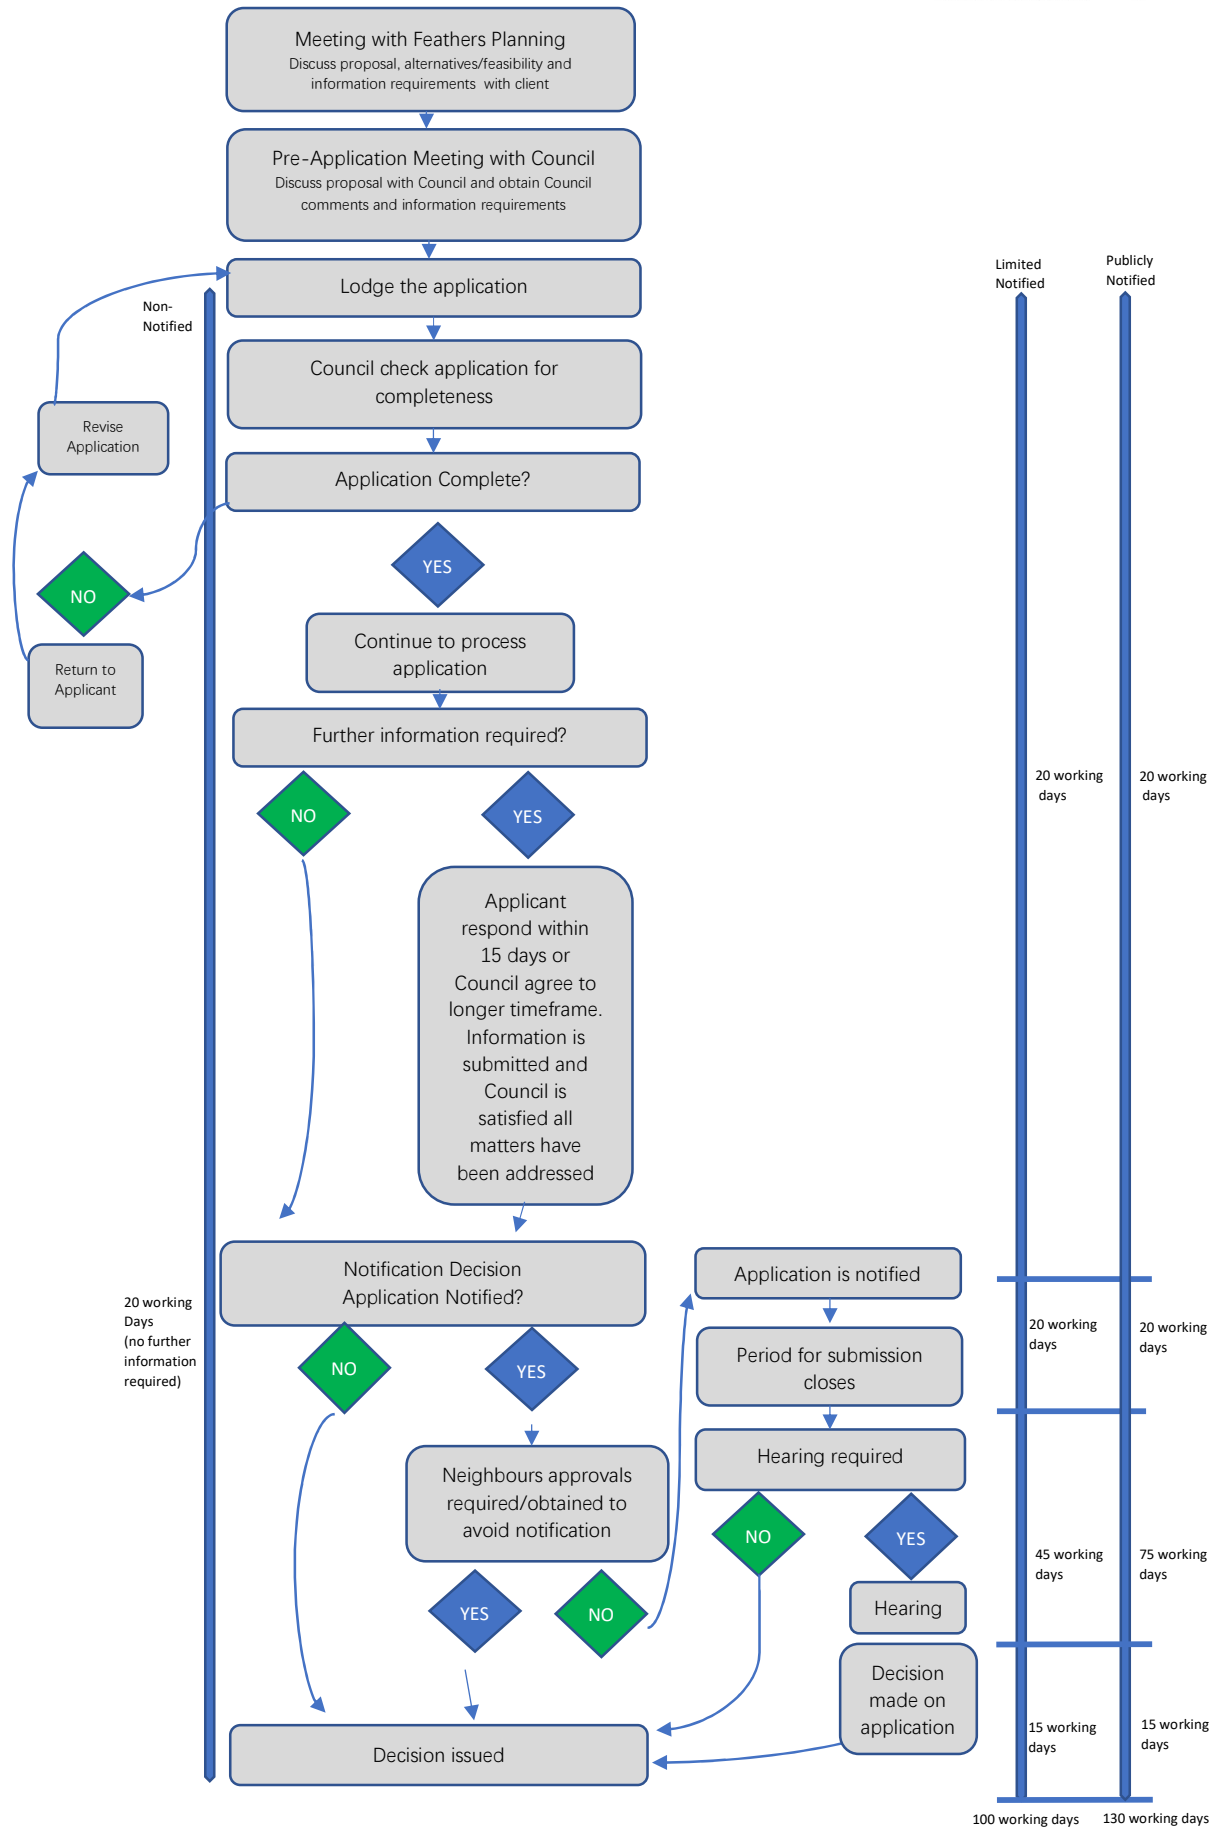 Meeting with Feathers Planning
Discuss proposal, alternatives/feasibility and
information requirements with client
Pre-Application Meeting with Council
Discuss proposal with Council and obtain Council
comments and information requirements
Lodge the application
Non-
Notified
Limited
Notified
Publicly
Notified
Council check application for
completeness
Revise
Application
Application Complete?
YES
NO
Continue to process
application
Return to
Applicant
Further information required?
NO
YES
20 working
days
20 working
days
Applicant
respond within
15 days or
Council agree to
longer timeframe.
Information is
submitted and
Council is
satisfied all
matters have
been addressed
Notification Decision
Application Notified?
Application is notified
20 working
Days
(no further
information
required)
NO
YES
Period for submission
closes
20 working
days
20 working
days
Neighbours approvals
required/obtained to
avoid notification
Hearing required
NO
YES
45 working
days
75 working
days
YES
NO
Hearing
Decision
made on
application
Decision issued
15 working
days
15 working
days
100 working days
130 working days